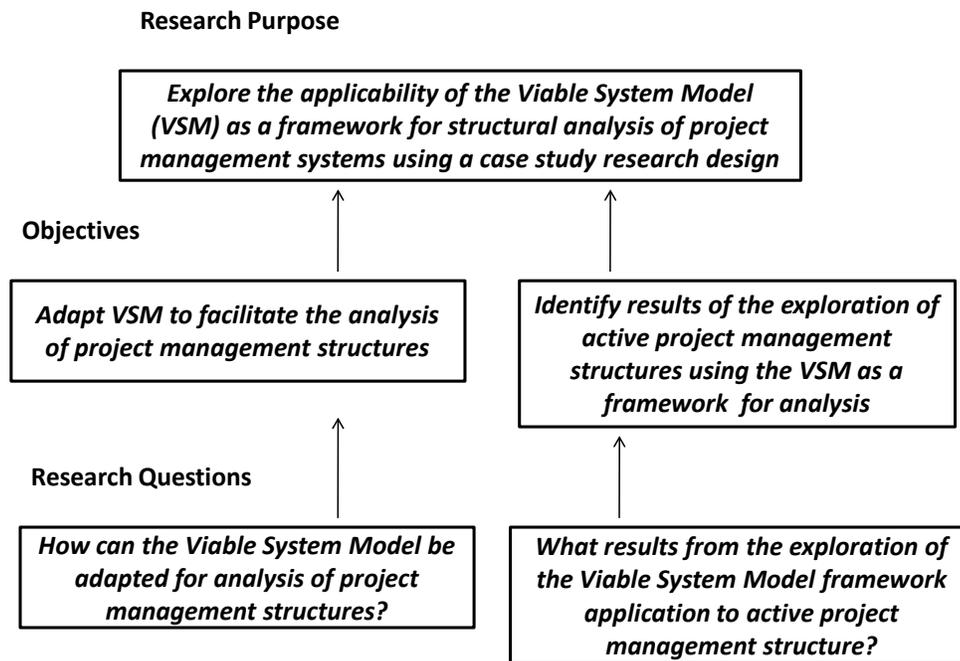 Research Purpose
Explore the applicability of the Viable System Model
(VSM) as a framework for structural analysis of project
management systems using a case study research design
Objectives
Adapt VSM to facilitate the analysis
of project management structures
Identify results of the exploration of
active project management
structures using the VSM as a
framework for analysis
Research Questions
How can the Viable System Model be
adapted for analysis of project
management structures?
What results from the exploration of
the Viable System Model framework
application to active project
management structure?